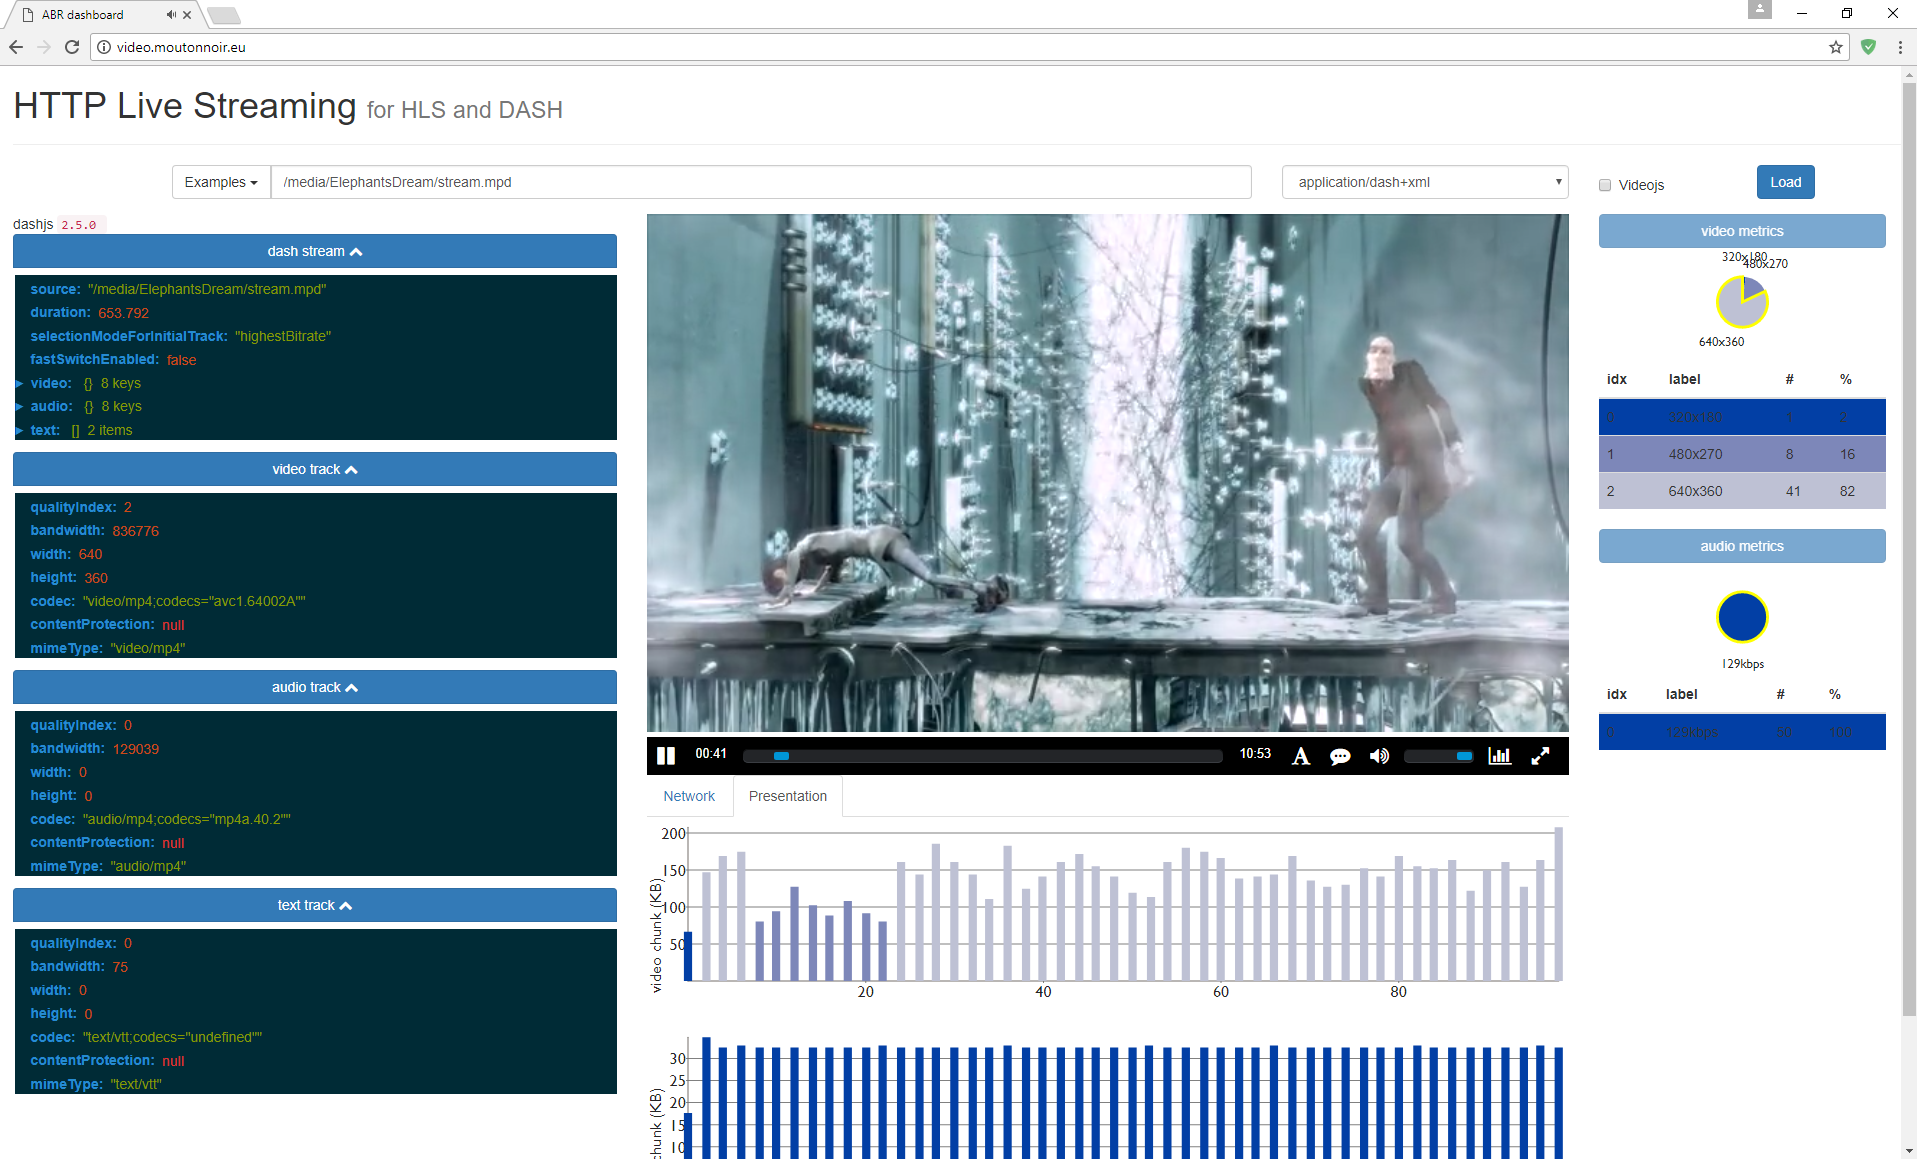 ABR dashboard
video.moutonnoir.eu
HTTP Live Streaming for HLS and DASH
Examples
/media/ElephantsDream/stream.mpd
application/dash+xml
Videojs
Load
dashjs 2.5.0
dash stream
source: "/media/ElephantsDream/stream.mpd"
duration: 653.792
selectionModeForInitialTrack: "highestBitrate"
fastSwitchEnabled: false
video: {} 8 keys
audio: {} 8 keys
text: [] 2 items
video track
qualityIndex: 2
bandwidth: 836776
width: 640
height: 360
codec: "video/mp4;codecs="avc1.64002A""
contentProtection: null
mimeType: "video/mp4"
audio track
qualityIndex: 0
bandwidth: 129039
width: 0
height: 0
codec: "audio/mp4;codecs="mp4a.40.2""
contentProtection: null
mimeType: "audio/mp4"
text track
qualityIndex: 0
bandwidth: 75
width: 0
height: 0
codec: "text/vtt;codecs="undefined""
contentProtection: null
mimeType: "text/vtt"
00:41
10:53
A
Network
Presentation
200
150
100
50
video chunk (KB)
20
40
60
80
30
25
20
15
10
chunk (KB)
video metrics
320x180
480x270
640x360
idx label # %
0 320x180 1 2
1 480x270 8 16
2 640x360 41 82
audio metrics
129kbps
idx label # %
0 129kbps 50 100